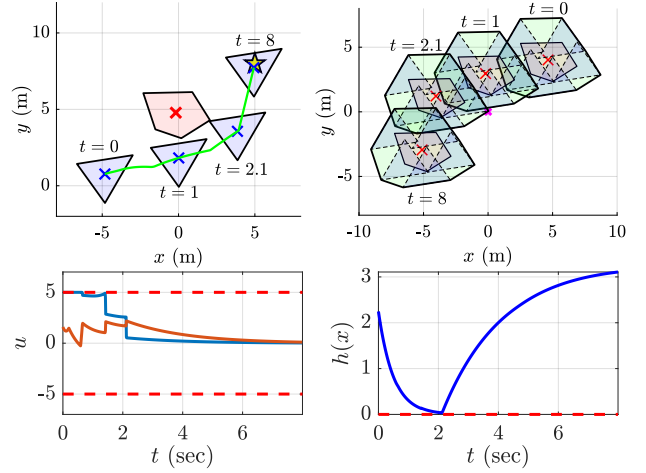 10
5
0
y (m)
-5
0
5
x (m)
t = 0
t = 1
t = 2.1
t = 8
5
0
-5
y (m)
-10
-5
0
5
10
x (m)
t = 2.1
t = 1
t = 0
t = 8
5
0
-5
u
0
2
4
6
t (sec)
3
2
1
0
h(x)
0
2
4
6
t (sec)